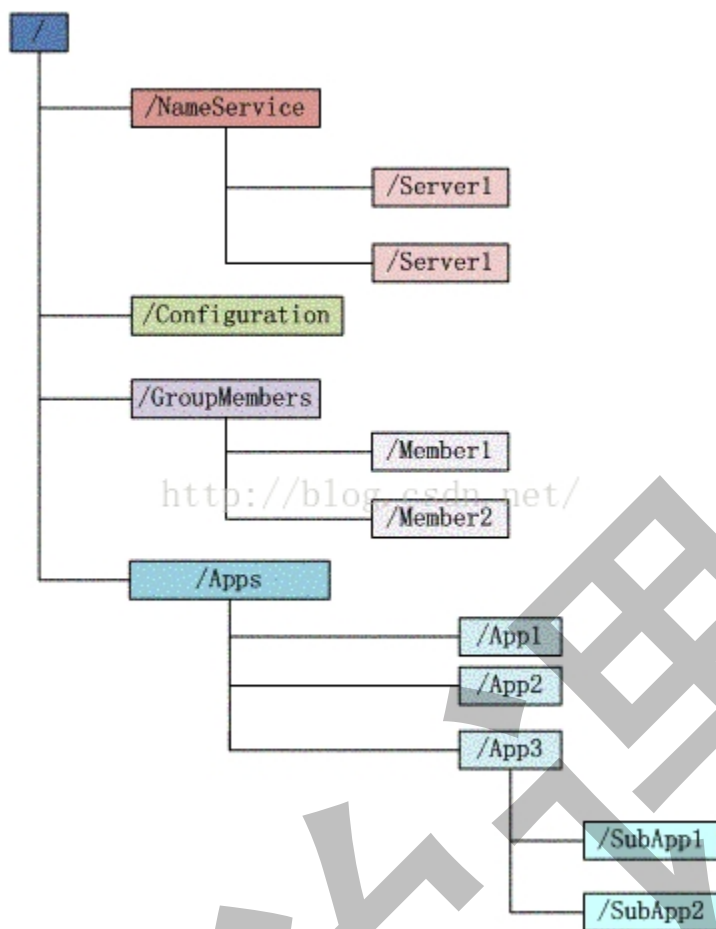 /
/NameService
/Server1
/Server1
/Configuration
/GroupMembers
/Member1
http://blog.csdn.net/
/Member2
/Apps
/App1
/App2
/App3
/SubApp1
/SubApp2